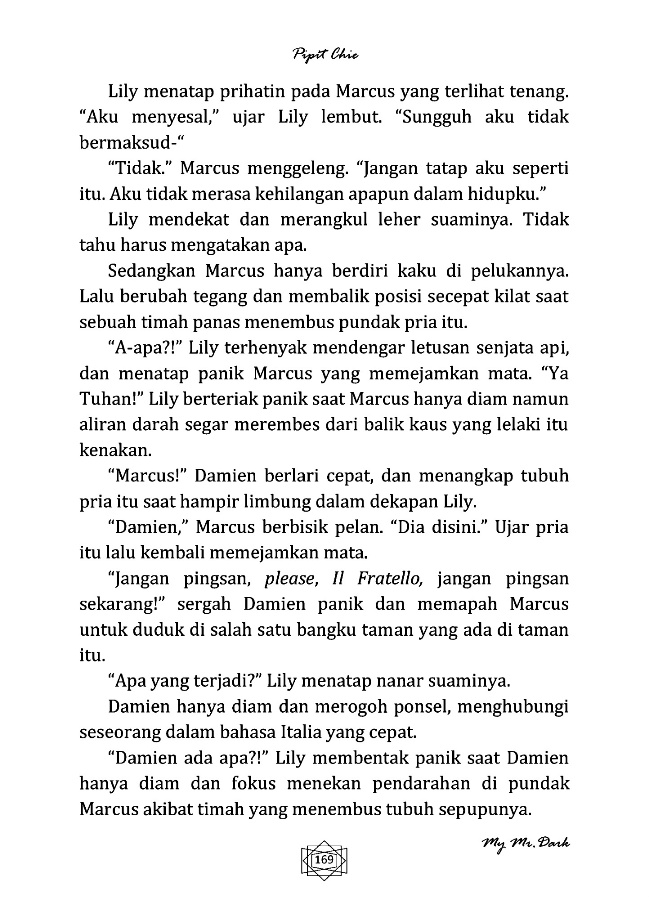 Pipit Chie
Lily menatap prihatin pada Marcus yang terlihat tenang.
“Aku menyesal,” ujar Lily lembut. “Sungguh aku tidak
bermaksud-“
“Tidak.” Marcus menggeleng. “Jangan tatap aku seperti
itu. Aku tidak merasa kehilangan apapun dalam hidupku.”
Lily mendekat dan merangkul leher suaminya. Tidak
tahu harus mengatakan apa.
Sedangkan Marcus hanya berdiri kaku di pelukannya.
Lalu berubah tegang dan membalik posisi secepat kilat saat
sebuah timah panas menembus pundak pria itu.
“A-apa?!” Lily terhenyak mendengar letusan senjata api,
dan menatap panik Marcus yang memejamkan mata. “Ya
Tuhan!” Lily berteriak panik saat Marcus hanya diam namun
aliran darah segar merembes dari balik kaus yang lelaki itu
kenakan.
“Marcus!” Damien berlari cepat, dan menangkap tubuh
pria itu saat hampir limbung dalam dekapan Lily.
“Damien,” Marcus berbisik pelan. “Dia disini.” Ujar pria
itu lalu kembali memejamkan mata.
“Jangan pingsan, please, Il Fratello, jangan pingsan
sekarang!” sergah Damien panik dan memapah Marcus
untuk duduk di salah satu bangku taman yang ada di taman
itu.
“Apa yang terjadi?” Lily menatap nanar suaminya.
Damien hanya diam dan merogoh ponsel, menghubungi
seseorang dalam bahasa Italia yang cepat.
“Damien ada apa?!” Lily membentak panik saat Damien
hanya diam dan fokus menekan pendarahan di pundak
Marcus akibat timah yang menembus tubuh sepupunya.
My Mr. Dark
169